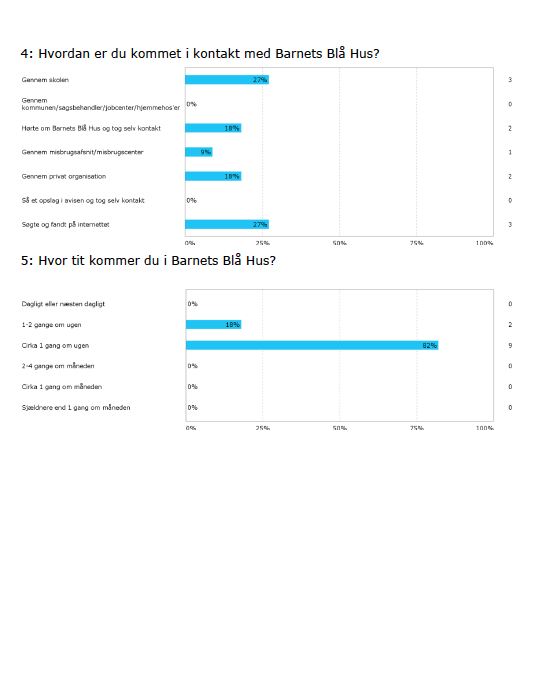 4: Hvordan er du kommet i kontakt med Barnets Blå Hus?
Gennem skolen 27% 3
Gennem
kommunen/sagsbehandler/jobcenter/hjemmehos'er 0% 0
Hørte om Barnets Blå Hus og tog selv kontakt 18% 2
Gennem misbrugsafsnit/misbrugscenter 9% 1
Gennem privat organisation 18% 2
Så et opslag i avisen og tog selv kontakt 0% 0
Søgte og fandt på internettet 27% 3
0% 25% 50% 75% 100%
5: Hvor tit kommer du i Barnets Blå Hus?
Dagligt eller næsten dagligt 0% 0
1-2 gange om ugen 18% 2
Cirka 1 gang om ugen 82% 9
2-4 gange om måneden 0% 0
Cirka 1 gang om måneden 0% 0
Sjældnere end 1 gang om måneden 0% 0
0% 25% 50% 75% 100%